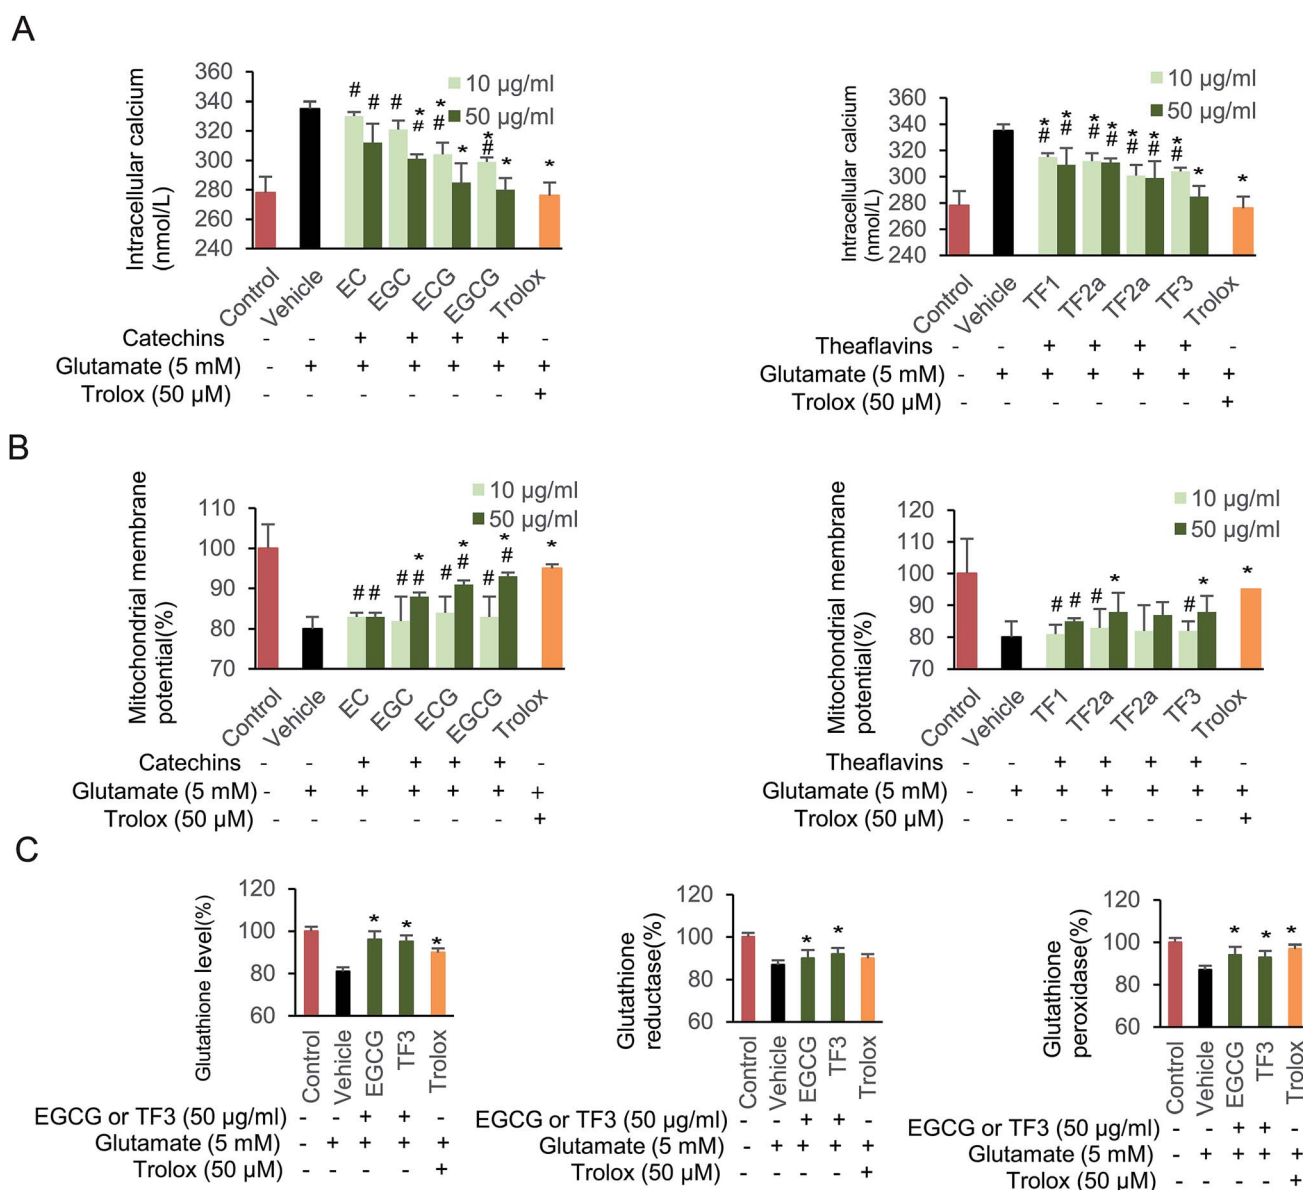 A
Intracellular calcium
(nmol/L)
360
340
320
300
280
260
240
10 µg/ml
50 µg/ml
# # # * # * # * * # * *
Control Vehicle EC EGC ECG EGCG Trolox
Catechins - - + + + + -
Glutamate (5 mM) - + + + + + +
Trolox (50 µM) - - - - - - +
Intracellular calcium
(nmol/L)
360
340
320
300
280
260
240
10 µg/ml
50 µg/ml
* # * # * # * # * # * # * # * *
Control Vehicle TF1 TF2a TF2a TF3 Trolox
Theaflavins - - + + + + -
Glutamate (5 mM) - + + + + + +
Trolox (50 µM) - - - - - - +
B
Mitochondrial membrane
potential(%)
110
100
90
80
70
10 µg/ml
50 µg/ml
# # # * # # * # # * # *
Control Vehicle EC EGC ECG EGCG Trolox
Catechins - - + + + + -
Glutamate (5 mM) - + + + + + +
Trolox (50 µM) - - - - - - +
Mitochondrial membrane
potential(%)
120
110
100
90
80
70
10 µg/ml
50 µg/ml
# # # * # * *
Control Vehicle TF1 TF2a TF2a TF3 Trolox
Theaflavins - - + + + + -
Glutamate (5 mM) - + + + + + +
Trolox (50 µM) - - - - - - +
C
Glutathione level(%)
120
100
80
60
* * *
Control Vehicle EGCG TF3 Trolox
EGCG or TF3 (50 µg/ml) - - + + -
Glutamate (5 mM) - + + + +
Trolox (50 µM) - - - - +
Glutathione
reductase(%)
120
100
80
60
* *
Control Vehicle EGCG TF3 Trolox
EGCG or TF3 (50 µg/ml) - - + + -
Glutamate (5 mM) - + + + +
Trolox (50 µM) - - - - +
Glutathione
peroxidase(%)
120
100
80
60
* * *
Control Vehicle EGCG TF3 Trolox
EGCG or TF3 (50 µg/ml) - - + + -
Glutamate (5 mM) - + + + +
Trolox (50 µM) - - - - +